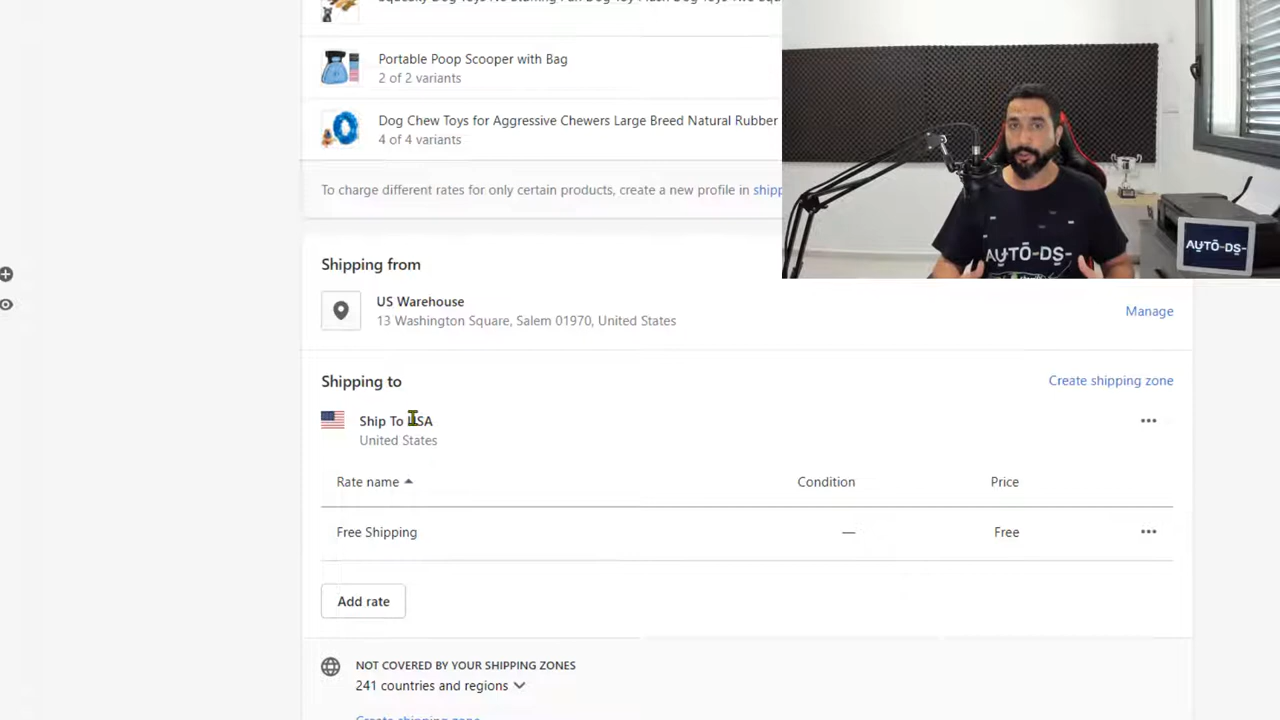 Portable Poop Scooper with Bag
2 of 2 variants
Dog Chew Toys for Aggressive Chewers Large Breed Natural Rubber
4 of 4 variants
To charge different rates for only certain products, create a new profile in shipp
Shipping from
US Warehouse
13 Washington Square, Salem 01970, United States
Manage
Shipping to
Create shipping zone
Ship To USA
United States
Rate name
Condition
Price
Free Shipping
—
Free
Add rate
NOT COVERED BY YOUR SHIPPING ZONES
241 countries and regions
Create shipping zone
AUTO-DS-
AUTO-DS-